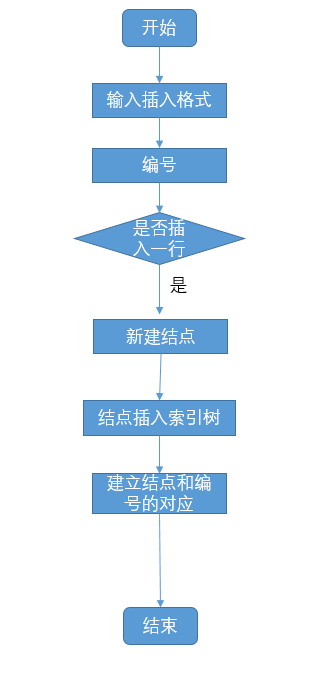 开始
输入插入格式
编号
是否插
入一行
是
新建结点
结点插入索引树
建立结点和编
号的对应
结束